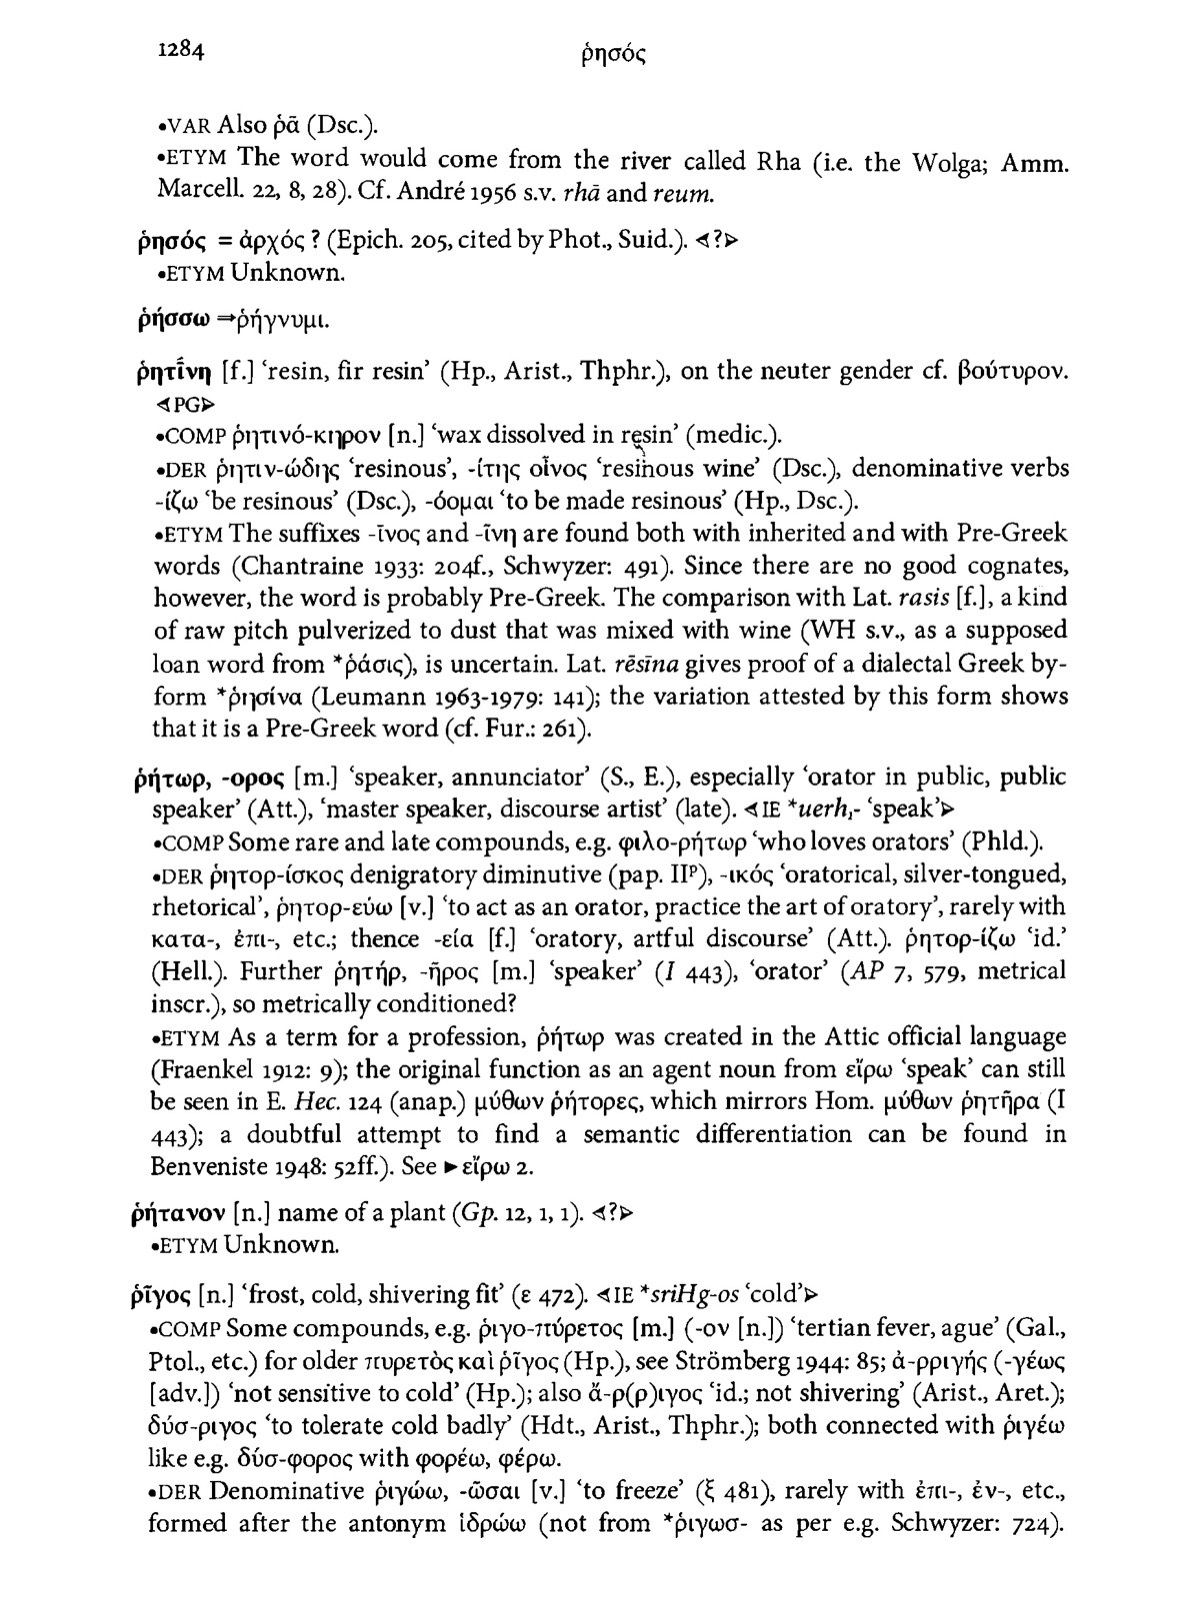 1284
ῥησός
•VAR Also ῥᾶ (Dsc.).
•ETYM The word would come from the river called Rha (i.e. the Wolga; Amm.
Marcell. 22, 8, 28). Cf. André 1956 s.v. rhā and reum.
ῥησός = ἀρχός ? (Epich. 205, cited by Phot., Suid.). ⊲?⊳
•ETYM Unknown.
ῥήσσω ⇒ῥήγνυμι.
ῥητί̄νη [f.] ‘resin, fir resin’ (Hp., Arist., Thphr.), on the neuter gender cf. βούτυρον.
⊲PG⊳
•COMP ῥητινό-κηρον [n.] ‘wax dissolved in resin’ (medic.).
•DER ῥητιν-ώδης ‘resinous’, -ίτης οἶνος ‘resinous wine’ (Dsc.), denominative verbs
-ίζω ‘be resinous’ (Dsc.), -όομαι ‘to be made resinous’ (Hp., Dsc.).
•ETYM The suffixes -ῑνος and -ῑνη are found both with inherited and with Pre-Greek
words (Chantraine 1933: 204f., Schwyzer: 491). Since there are no good cognates,
however, the word is probably Pre-Greek. The comparison with Lat. rasis [f.], a kind
of raw pitch pulverized to dust that was mixed with wine (WH s.v., as a supposed
loan word from *ῥάσις), is uncertain. Lat. rēsīna gives proof of a dialectal Greek by-
form *ῥησίνα (Leumann 1963-1979: 141); the variation attested by this form shows
that it is a Pre-Greek word (cf. Fur.: 261).
ῥήτωρ, -ορος [m.] ‘speaker, annunciator’ (S., E.), especially ‘orator in public, public
speaker’ (Att.), ‘master speaker, discourse artist’ (late). ⊲IE *uerh₁- ‘speak’⊳
•COMP Some rare and late compounds, e.g. φιλο-ρήτωρ ‘who loves orators’ (Phld.).
•DER ῥητορ-ίσκος denigratory diminutive (pap. IIᵖ), -ικός ‘oratorical, silver-tongued,
rhetorical’, ῥητορ-εύω [v.] ‘to act as an orator, practice the art of oratory’, rarely with
κατα-, ἐπι-, etc.; thence -εία [f.] ‘oratory, artful discourse’ (Att.). ῥητορ-ίζω ‘id.’
(Hell.). Further ῥητήρ, -ῆρος [m.] ‘speaker’ (I 443), ‘orator’ (AP 7, 579, metrical
inscr.), so metrically conditioned?
•ETYM As a term for a profession, ῥήτωρ was created in the Attic official language
(Fraenkel 1912: 9); the original function as an agent noun from εἴρω ‘speak’ can still
be seen in E. Hec. 124 (anap.) μύθων ῥήτορες, which mirrors Hom. μύθων ῥητῆρα (I
443); a doubtful attempt to find a semantic differentiation can be found in
Benveniste 1948: 52ff.). See ►εἴρω 2.
ῥήτανον [n.] name of a plant (Gp. 12, 1, 1). ⊲?⊳
•ETYM Unknown.
ῥῖγος [n.] ‘frost, cold, shivering fit’ (ε 472). ⊲IE *sriHg-os ‘cold’⊳
•COMP Some compounds, e.g. ῥιγο-πύρετος [m.] (-ον [n.]) ‘tertian fever, ague’ (Gal.,
Ptol., etc.) for older πυρετὸς καὶ ῥῖγος (Hp.), see Strömberg 1944: 85; ἀ-ρριγής (-γέως
[adv.]) ‘not sensitive to cold’ (Hp.); also ἄ-ρ(ρ)ιγος ‘id.; not shivering’ (Arist., Aret.);
δύσ-ριγος ‘to tolerate cold badly’ (Hdt., Arist., Thphr.); both connected with ῥιγέω
like e.g. δύσ-φορος with φορέω, φέρω.
•DER Denominative ῥιγώω, -ῶσαι [v.] ‘to freeze’ (ξ 481), rarely with ἐπι-, ἐν-, etc.,
formed after the antonym ἱδρώω (not from *ῥιγωσ- as per e.g. Schwyzer: 724).